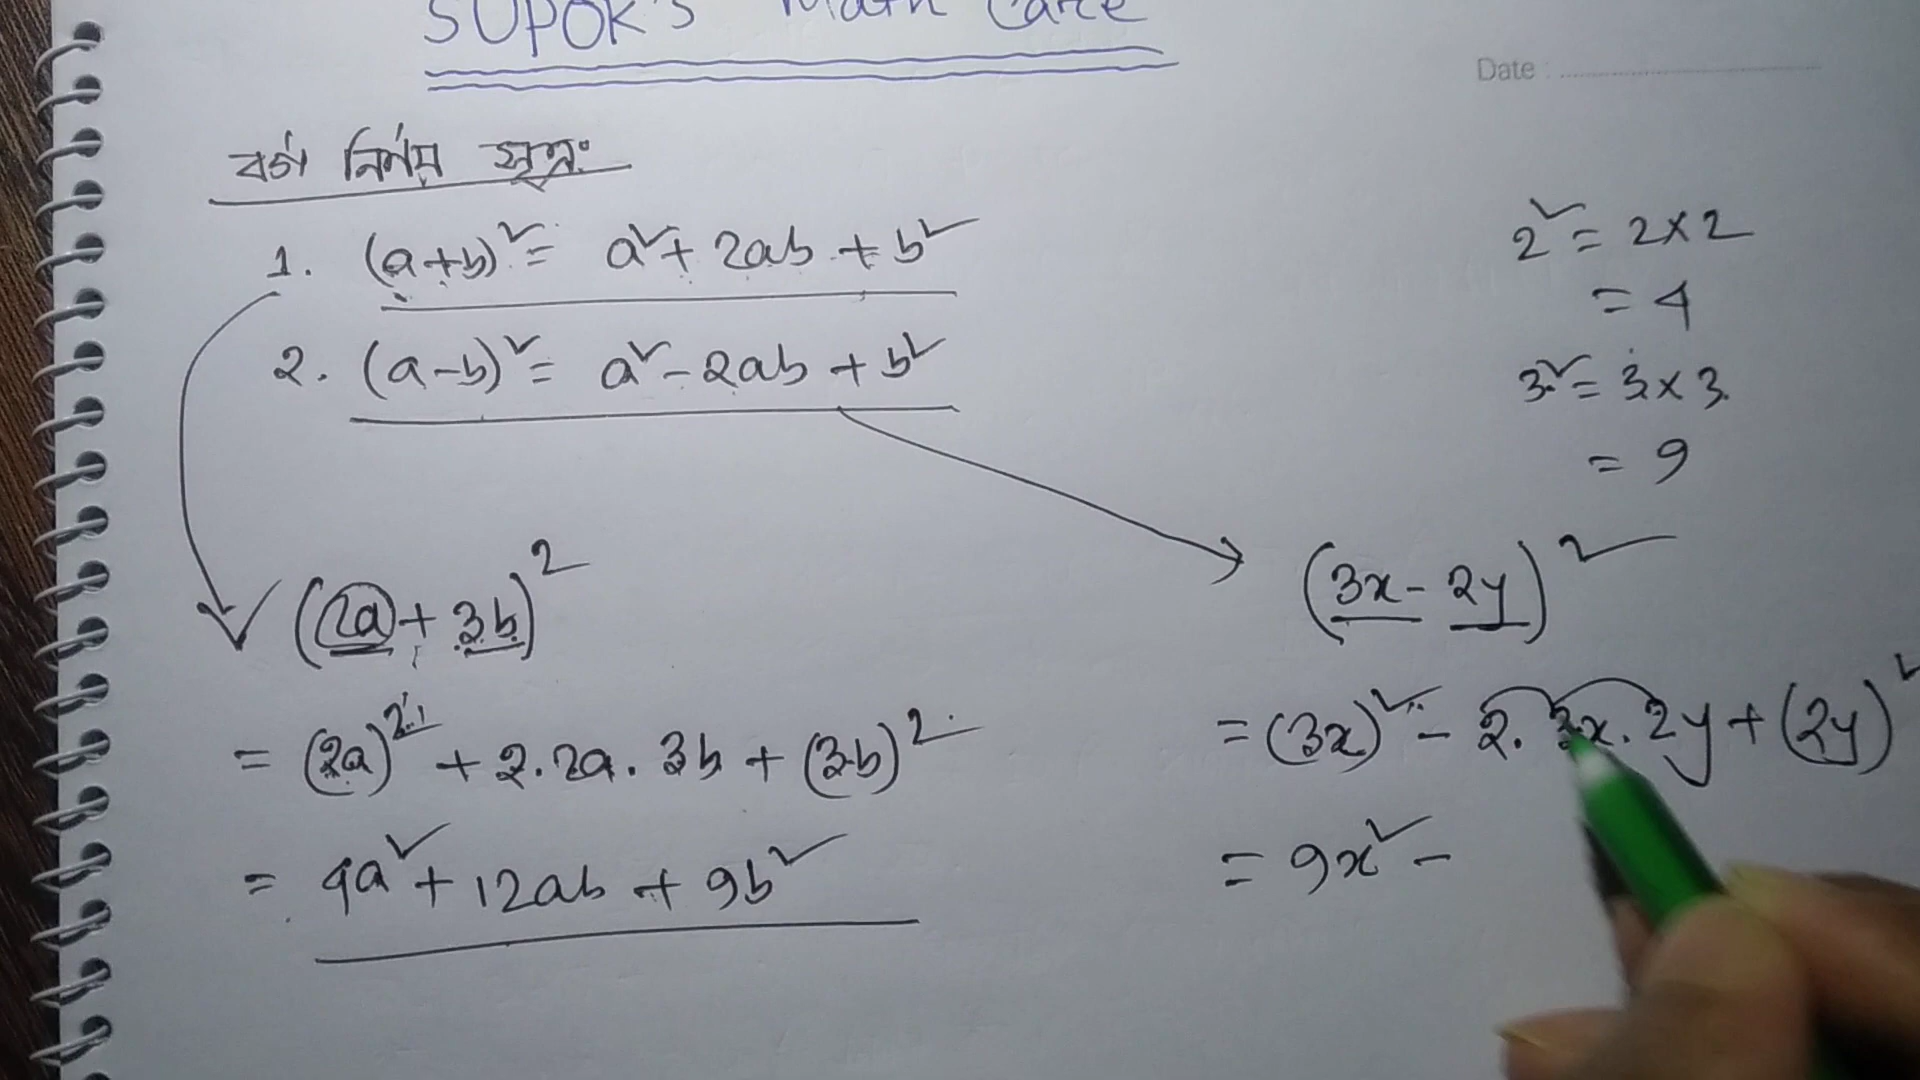 SUPOK's Math Care
Date :
বর্গ নির্ণয় সূত্রঃ
1. (a+b)² = a² + 2ab + b²
2. (a-b)² = a² - 2ab + b²
2² = 2×2
= 4
3² = 3×3
= 9
(2a + 3b)²
= (2a)² + 2.2a.3b + (3b)²
= 4a² + 12ab + 9b²
(3x - 2y)²
= (3x)² - 2.3x.2y + (2y)²
= 9x² -